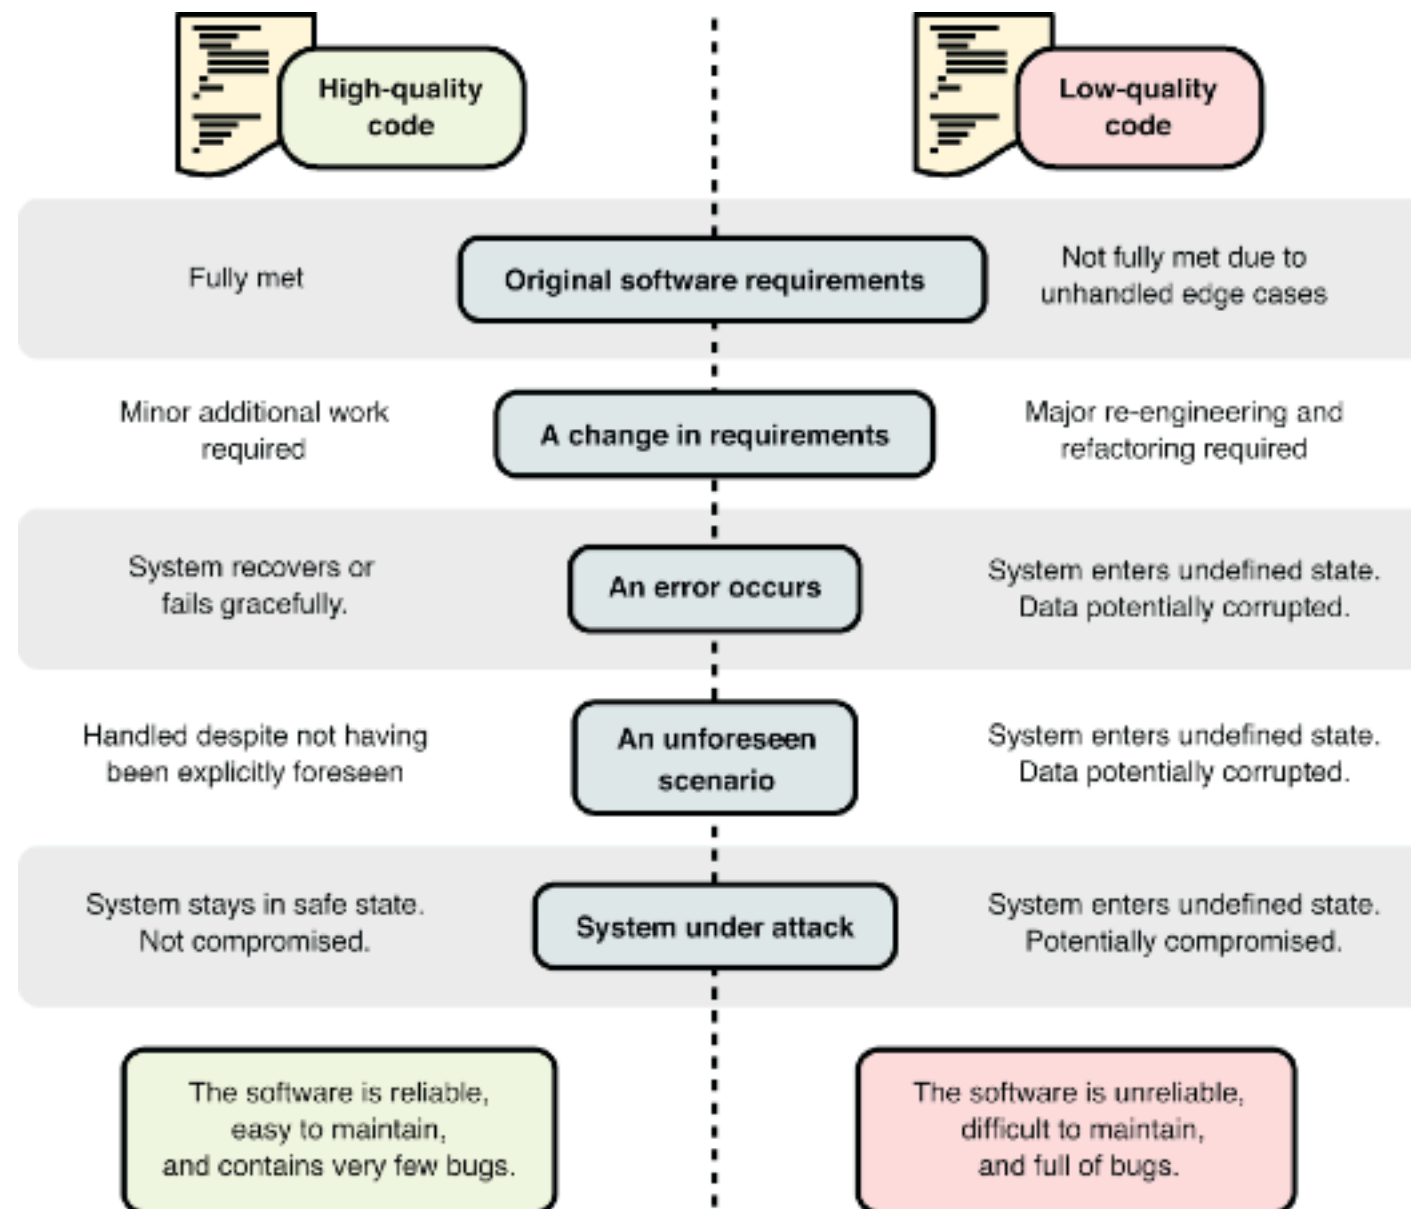 High-quality
code
Low-quality
code
Fully met
Original software requirements
Not fully met due to
unhandled edge cases
Minor additional work
required
A change in requirements
Major re-engineering and
refactoring required
System recovers or
fails gracefully.
An error occurs
System enters undefined state.
Data potentially corrupted.
Handled despite not having
been explicitly foreseen
An unforeseen
scenario
System enters undefined state.
Data potentially corrupted.
System stays in safe state.
Not compromised.
System under attack
System enters undefined state.
Potentially compromised.
The software is reliable,
easy to maintain,
and contains very few bugs.
The software is unreliable,
difficult to maintain,
and full of bugs.